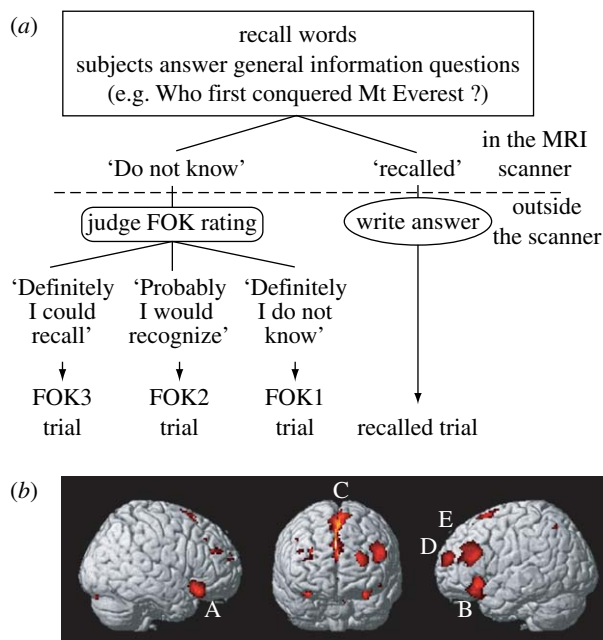 (a)
recall words
subjects answer general information questions
(e.g. Who first conquered Mt Everest ?)
‘Do not know’
‘recalled’
in the MRI
scanner
judge FOK rating
write answer
outside
the scanner
‘Definitely
I could
recall’
‘Probably
I would
recognize’
‘Definitely
I do not
know’
FOK3
trial
FOK2
trial
FOK1
trial
recalled trial
(b)
A
C
E
D
B